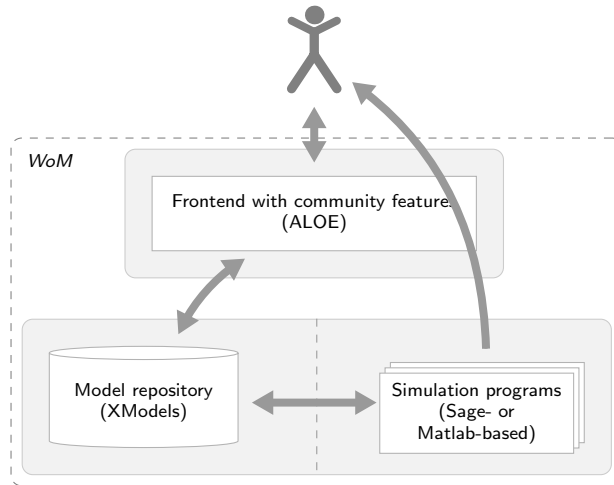 WoM
Frontend with community features
(ALOE)
Model repository
(XModels)
Simulation programs
(Sage- or
Matlab-based)